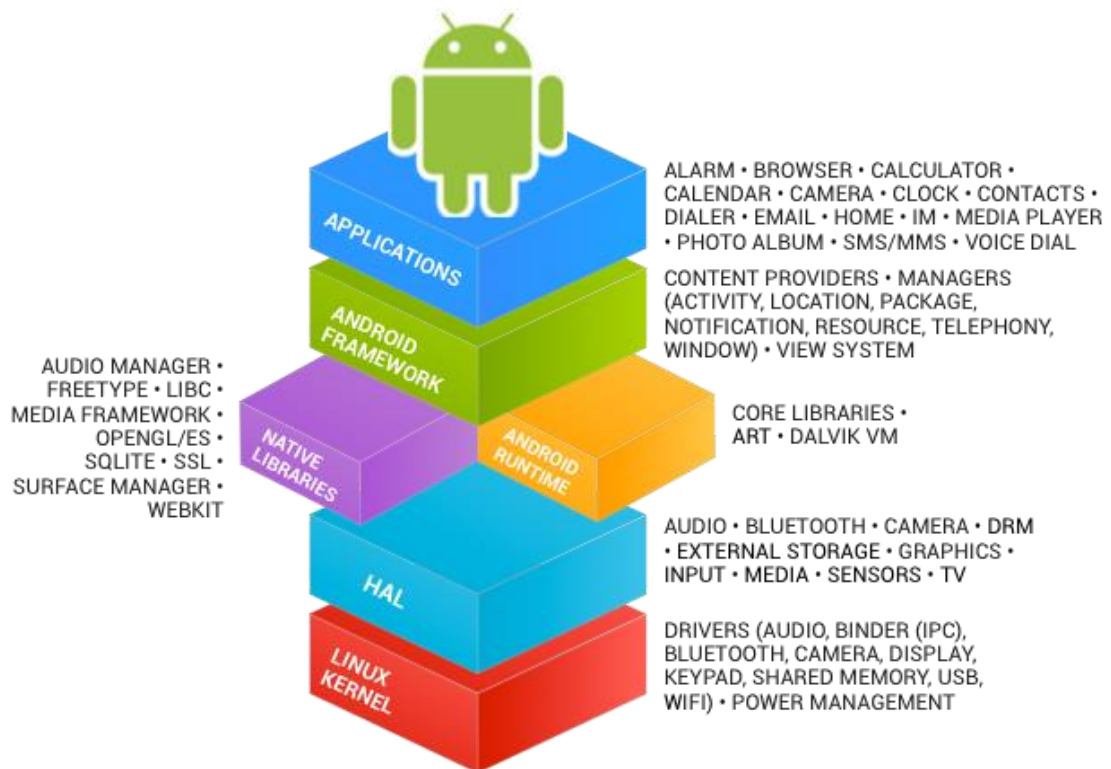 APPLICATIONS
ALARM • BROWSER • CALCULATOR •
CALENDAR • CAMERA • CLOCK • CONTACTS •
DIALER • EMAIL • HOME • IM • MEDIA PLAYER
• PHOTO ALBUM • SMS/MMS • VOICE DIAL
ANDROID
FRAMEWORK
CONTENT PROVIDERS • MANAGERS
(ACTIVITY, LOCATION, PACKAGE,
NOTIFICATION, RESOURCE, TELEPHONY,
WINDOW) • VIEW SYSTEM
AUDIO MANAGER •
FREETYPE • LIBC •
MEDIA FRAMEWORK •
OPENGL/ES •
SQLITE • SSL •
SURFACE MANAGER •
WEBKIT
NATIVE
LIBRARIES
ANDROID
RUNTIME
CORE LIBRARIES •
ART • DALVIK VM
HAL
AUDIO • BLUETOOTH • CAMERA • DRM
• EXTERNAL STORAGE • GRAPHICS •
INPUT • MEDIA • SENSORS • TV
LINUX
KERNEL
DRIVERS (AUDIO, BINDER (IPC),
BLUETOOTH, CAMERA, DISPLAY,
KEYPAD, SHARED MEMORY, USB,
WIFI) • POWER MANAGEMENT